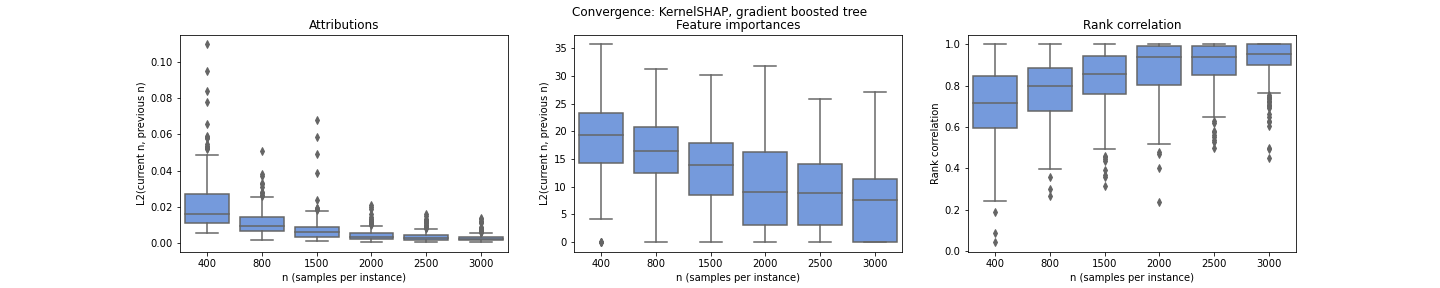 Convergence: KernelSHAP, gradient boosted tree
Attributions
L2(current n, previous n)
0.10
0.08
0.06
0.04
0.02
0.00
400 800 1500 2000 2500 3000
n (samples per instance)
Feature importances
L2(current n, previous n)
35
30
25
20
15
10
5
0
400 800 1500 2000 2500 3000
n (samples per instance)
Rank correlation
Rank correlation
1.0
0.8
0.6
0.4
0.2
0.0
400 800 1500 2000 2500 3000
n (samples per instance)